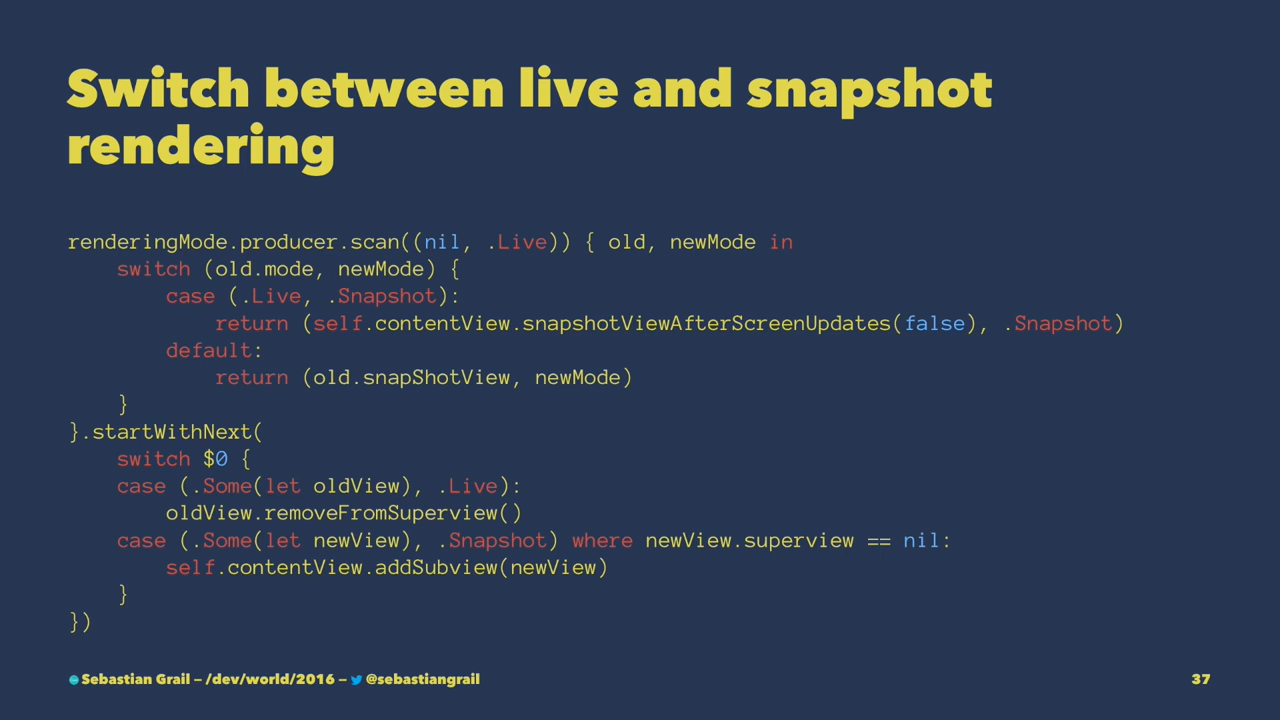 Switch between live and snapshot
rendering
renderingMode.producer.scan((nil, .Live)) { old, newMode in
    switch (old.mode, newMode) {
        case (.Live, .Snapshot):
            return (self.contentView.snapshotViewAfterScreenUpdates(false), .Snapshot)
        default:
            return (old.snapShotView, newMode)
    }
}.startWithNext(
    switch $0 {
    case (.Some(let oldView), .Live):
        oldView.removeFromSuperview()
    case (.Some(let newView), .Snapshot) where newView.superview == nil:
        self.contentView.addSubview(newView)
    }
})
Sebastian Grail – /dev/world/2016 – @sebastiangrail 37